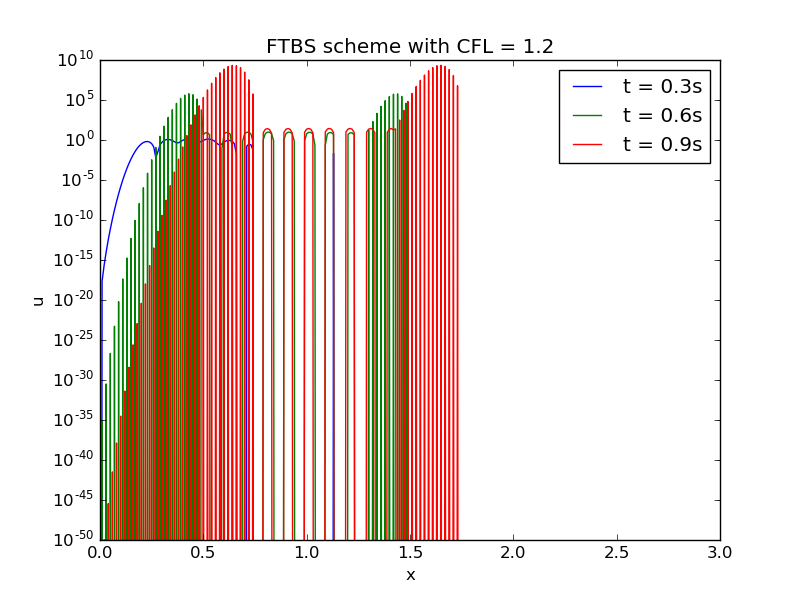 FTBS scheme with CFL = 1.2
10^10
10^5
10^0
10^-5
10^-10
10^-15
10^-20
10^-25
10^-30
10^-35
10^-40
10^-45
10^-50
u
t = 0.3s
t = 0.6s
t = 0.9s
0.0 0.5 1.0 1.5 2.0 2.5 3.0
x